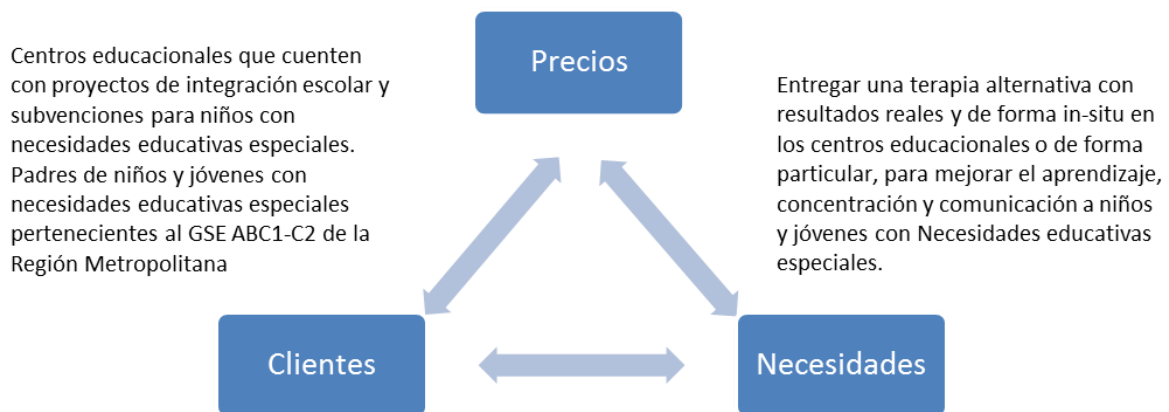 Precios
Centros educacionales que cuenten
con proyectos de integración escolar y
subvenciones para niños con
necesidades educativas especiales.
Padres de niños y jóvenes con
necesidades educativas especiales
pertenecientes al GSE ABC1-C2 de la
Región Metropolitana
Entregar una terapia alternativa con
resultados reales y de forma in-situ en
los centros educacionales o de forma
particular, para mejorar el aprendizaje,
concentración y comunicación a niños
y jóvenes con Necesidades educativas
especiales.
Clientes
Necesidades